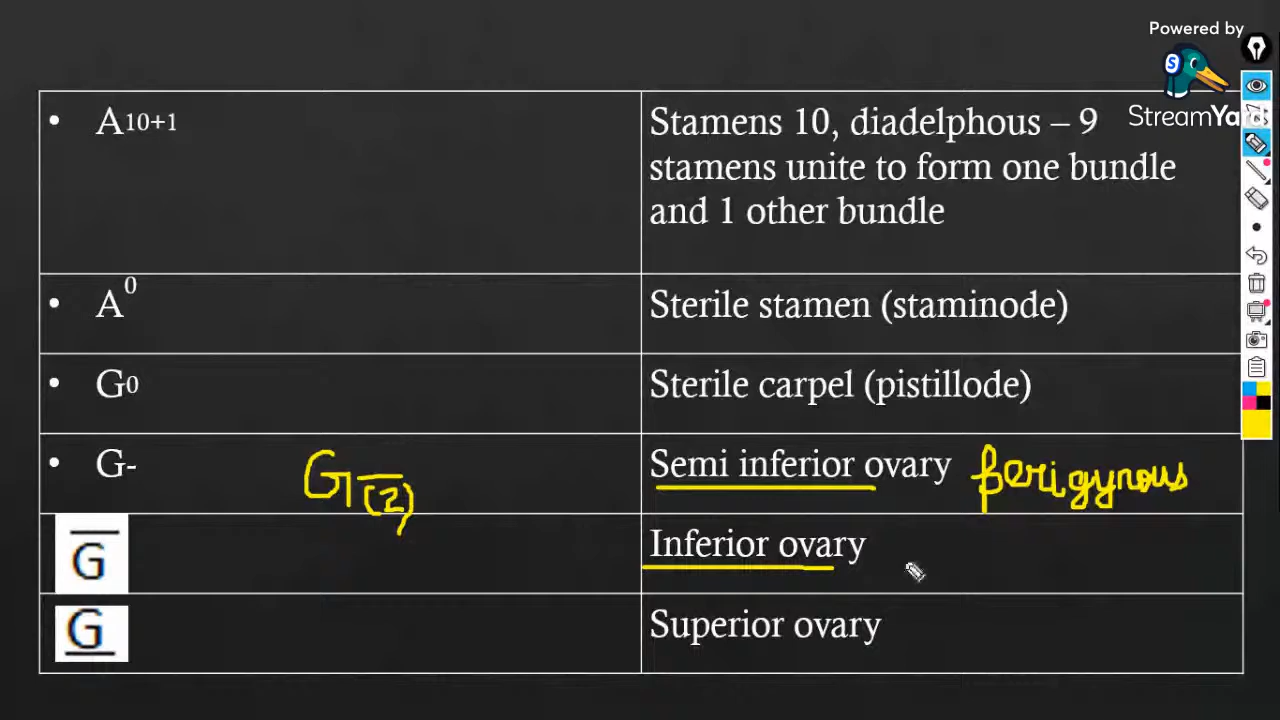 Powered by
StreamYard
• A10+1
Stamens 10, diadelphous – 9
stamens unite to form one bundle
and 1 other bundle
• A⁰
Sterile stamen (staminode)
• G0
Sterile carpel (pistillode)
• G-
G(2)
Semi inferior ovary perigynous
G
Inferior ovary
G
Superior ovary